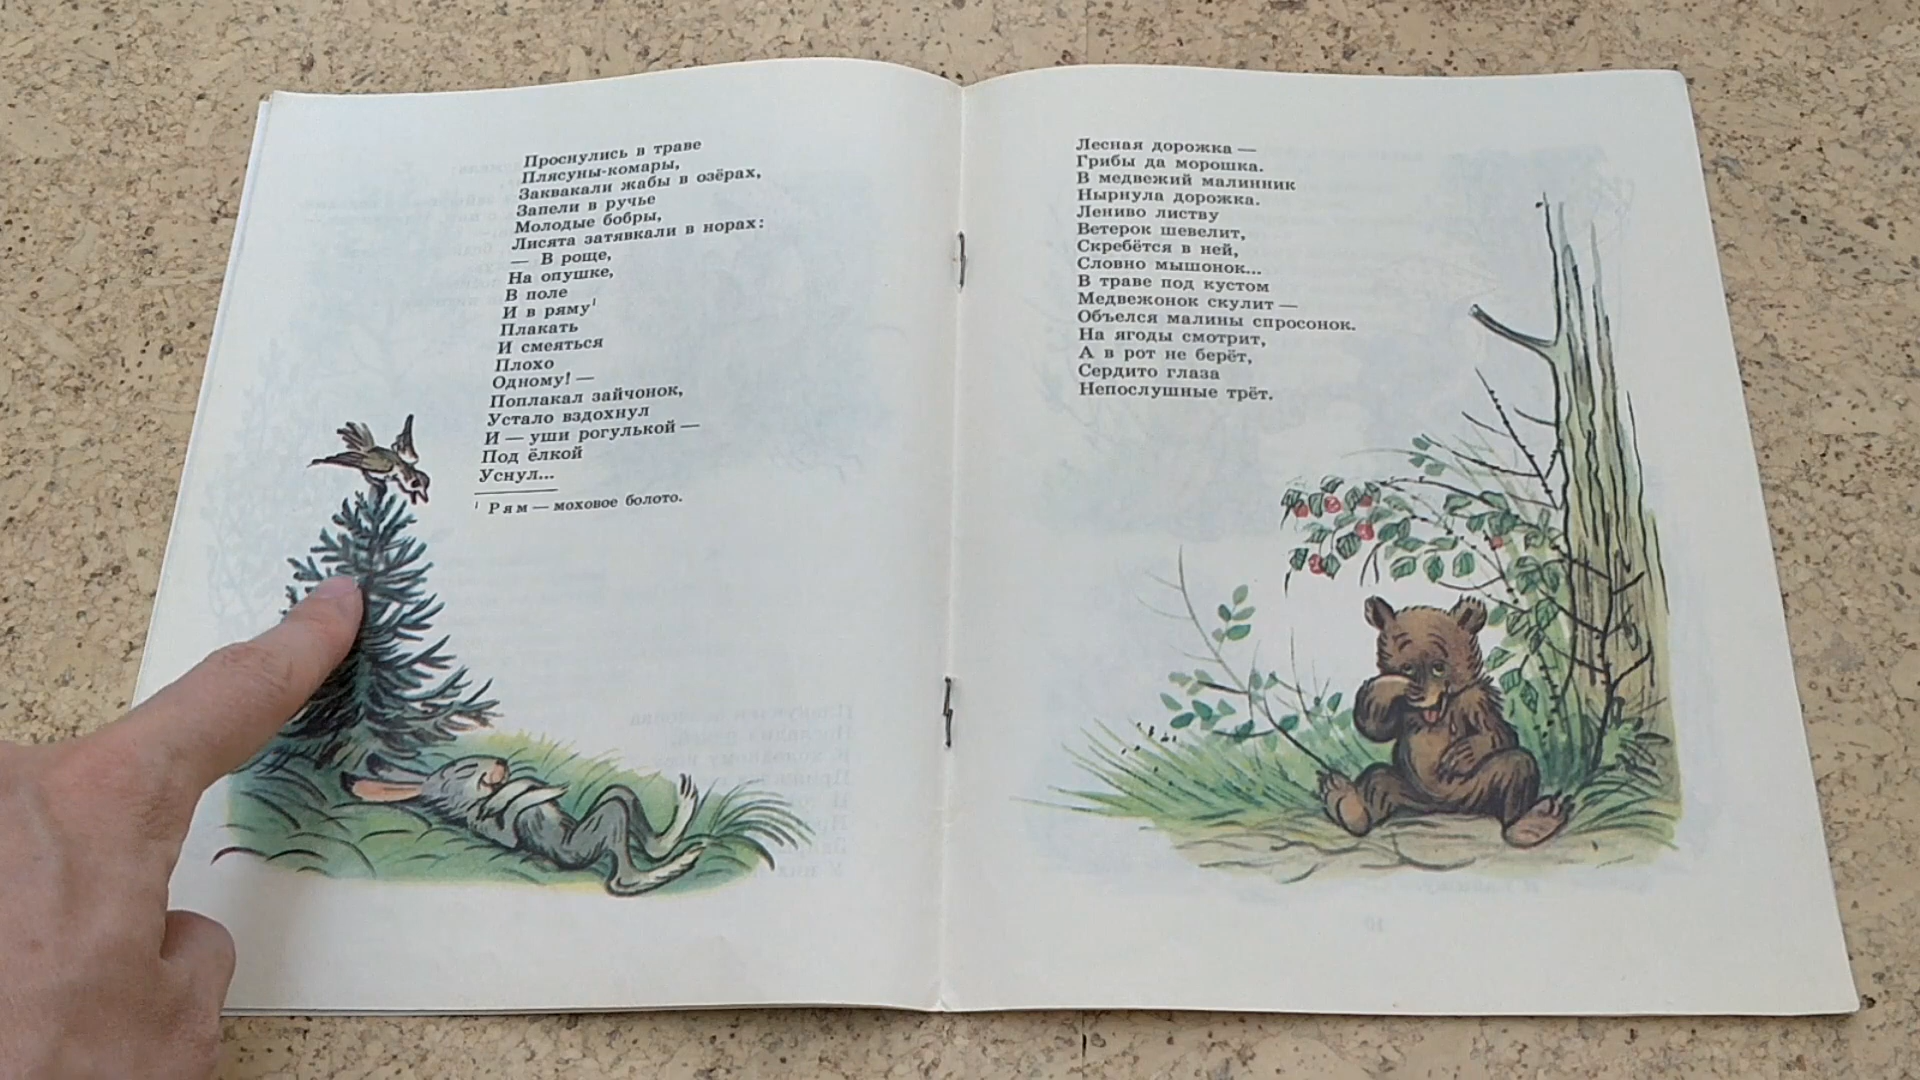 Проснулись в траве
Плясуны-комары,
Заквакали жабы в озёрах,
Запели в ручье
Молодые бобры,
Лисята затявкали в норах:
— В роще,
На опушке,
В поле
И в ряму¹
Плакать
И смеяться
Плохо
Одному! —
Поплакал зайчонок,
Устало вздохнул
И — уши рогулькой —
Под ёлкой
Уснул...
¹ Рям — моховое болото.
Лесная дорожка —
Грибы да морошка.
В медвежий малинник
Нырнула дорожка.
Лениво листву
Ветерок шевелит,
Скребётся в ней,
Словно мышонок...
В траве под кустом
Медвежонок скулит —
Объелся малины спросонок.
На ягоды смотрит,
А в рот не берёт,
Сердито глаза
Непослушные трёт.